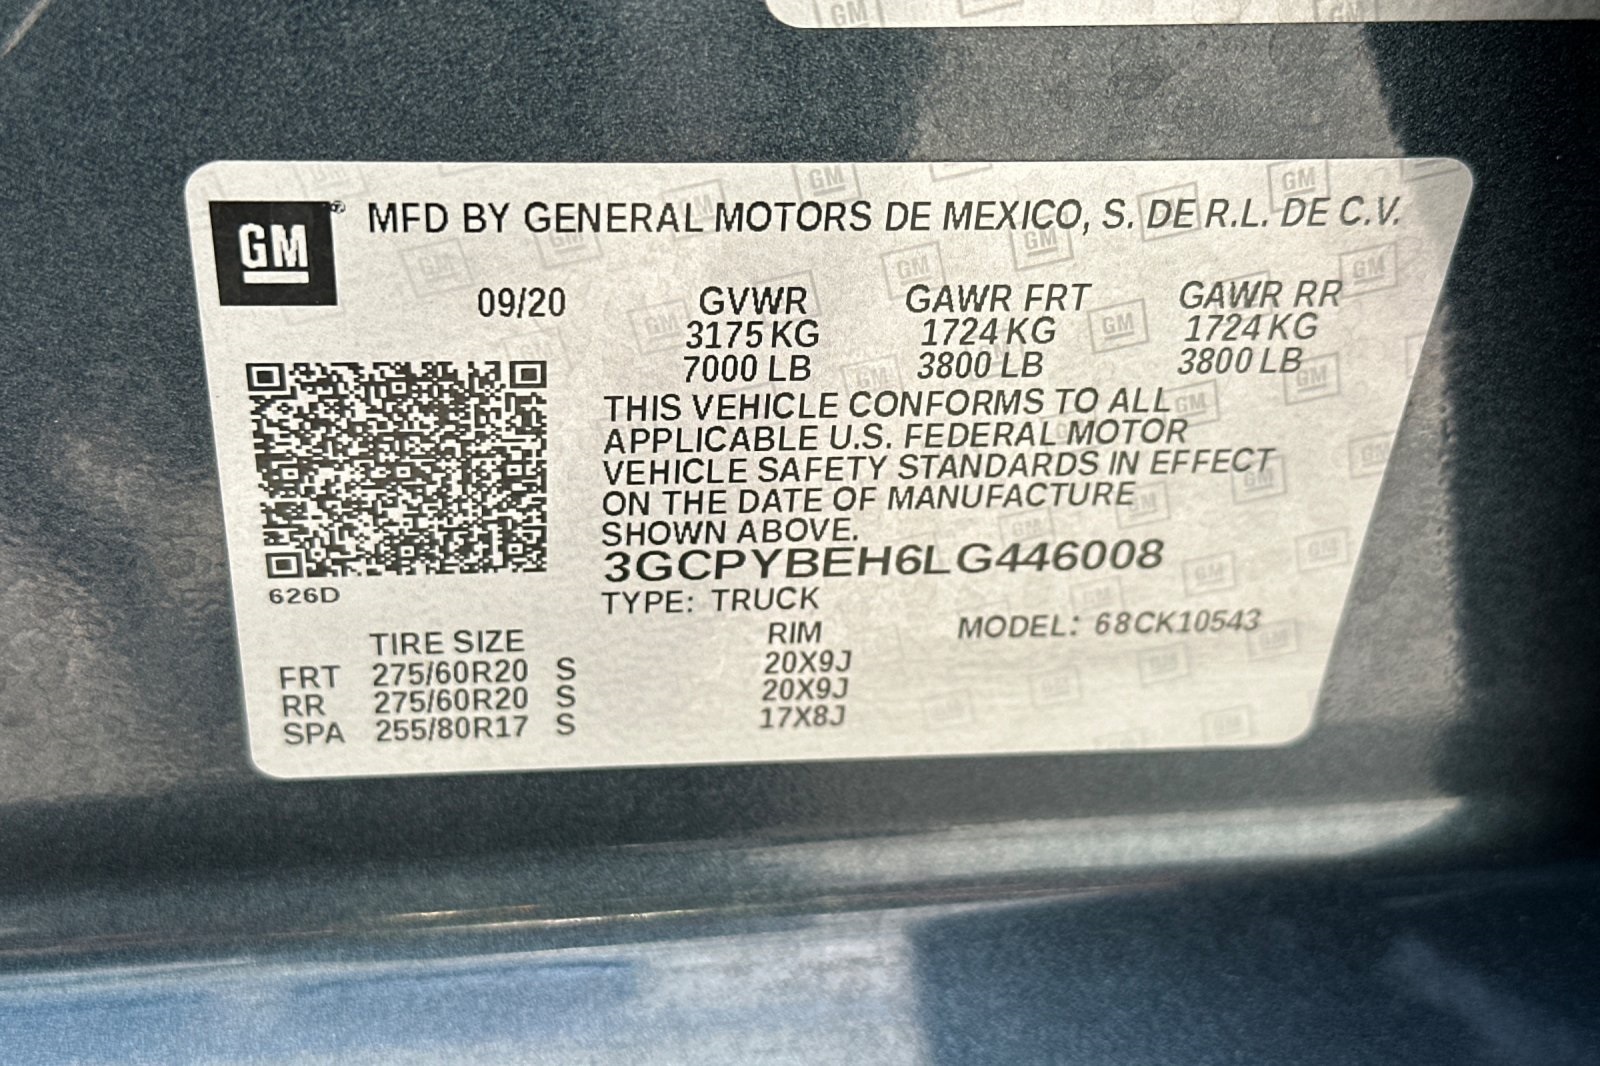 GM
MFD BY GENERAL MOTORS DE MEXICO, S. DE R.L. DE C.V.
09/20 GVWR GAWR FRT GAWR RR
3175 KG 1724 KG 1724 KG
7000 LB 3800 LB 3800 LB
THIS VEHICLE CONFORMS TO ALL
APPLICABLE U.S. FEDERAL MOTOR
VEHICLE SAFETY STANDARDS IN EFFECT
ON THE DATE OF MANUFACTURE
SHOWN ABOVE.
3GCPYBEH6LG446008
626D
TYPE: TRUCK
TIRE SIZE RIM MODEL: 68CK10543
FRT 275/60R20 S 20X9J
RR 275/60R20 S 20X9J
SPA 255/80R17 S 17X8J